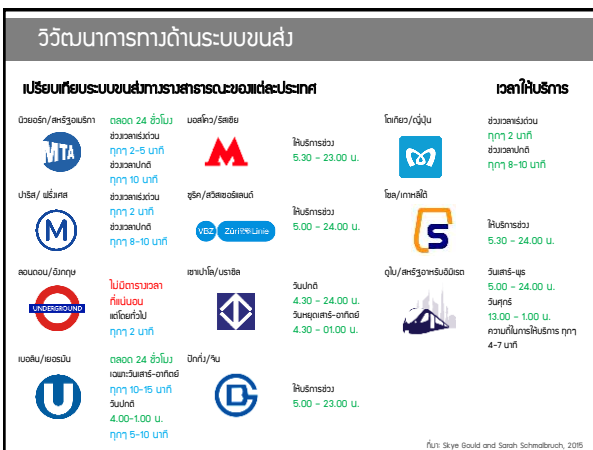 วิวัฒนาการทางด้านระบบขนส่ง
เปรียบเทียบระบบขนส่งทางรางสาธารณะของแต่ละประเทศ
เวลาให้บริการ
นิวยอร์ก/สหรัฐอเมริกา
MTA
ตลอด 24 ชั่วโมง
ช่วงเวลาเร่งด่วน
ทุกๆ 2-5 นาที
ช่วงเวลาปกติ
ทุกๆ 10 นาที
มอสโคว/รัสเซีย
ให้บริการช่วง
5.30 - 23.00 น.
โตเกียว/ญี่ปุ่น
ช่วงเวลาเร่งด่วน
ทุกๆ 2 นาที
ช่วงเวลาปกติ
ทุกๆ 8-10 นาที
ปารีส/ ฝรั่งเศส
M
ช่วงเวลาเร่งด่วน
ทุกๆ 2 นาที
ช่วงเวลาปกติ
ทุกๆ 8-10 นาที
ซูริค/สวิสเซอร์แลนด์
VBZ Züri Linie
ให้บริการช่วง
5.00 - 24.00 น.
โซล/เกาหลีใต้
ให้บริการช่วง
5.30 - 24.00 น.
ลอนดอน/อังกฤษ
UNDERGROUND
ไม่มีตารางเวลา
ที่แน่นอน
แต่โดยทั่วไป
ทุกๆ 2 นาที
เซาเปาโล/บราซิล
วันปกติ
4.30 - 24.00 น.
วันหยุดเสาร์-อาทิตย์
4.30 - 01.00 น.
ดูไบ/สหรัฐอาหรับอิมิเรต
วันเสาร์-พุธ
5.00 - 24.00 น.
วันศุกร์
13.00 - 1.00 น.
ความถี่ในการให้บริการ ทุกๆ
4-7 นาที
เบอลิน/เยอรมัน
U
ตลอด 24 ชั่วโมง
เฉพาะวันเสาร์-อาทิตย์
ทุกๆ 10-15 นาที
วันปกติ
4.00-1.00 น.
ทุกๆ 5-10 นาที
ปักกิ่ง/จีน
ให้บริการช่วง
5.00 - 23.00 น.
ที่มา: Skye Gould and Sarah Schmalbruch, 2015